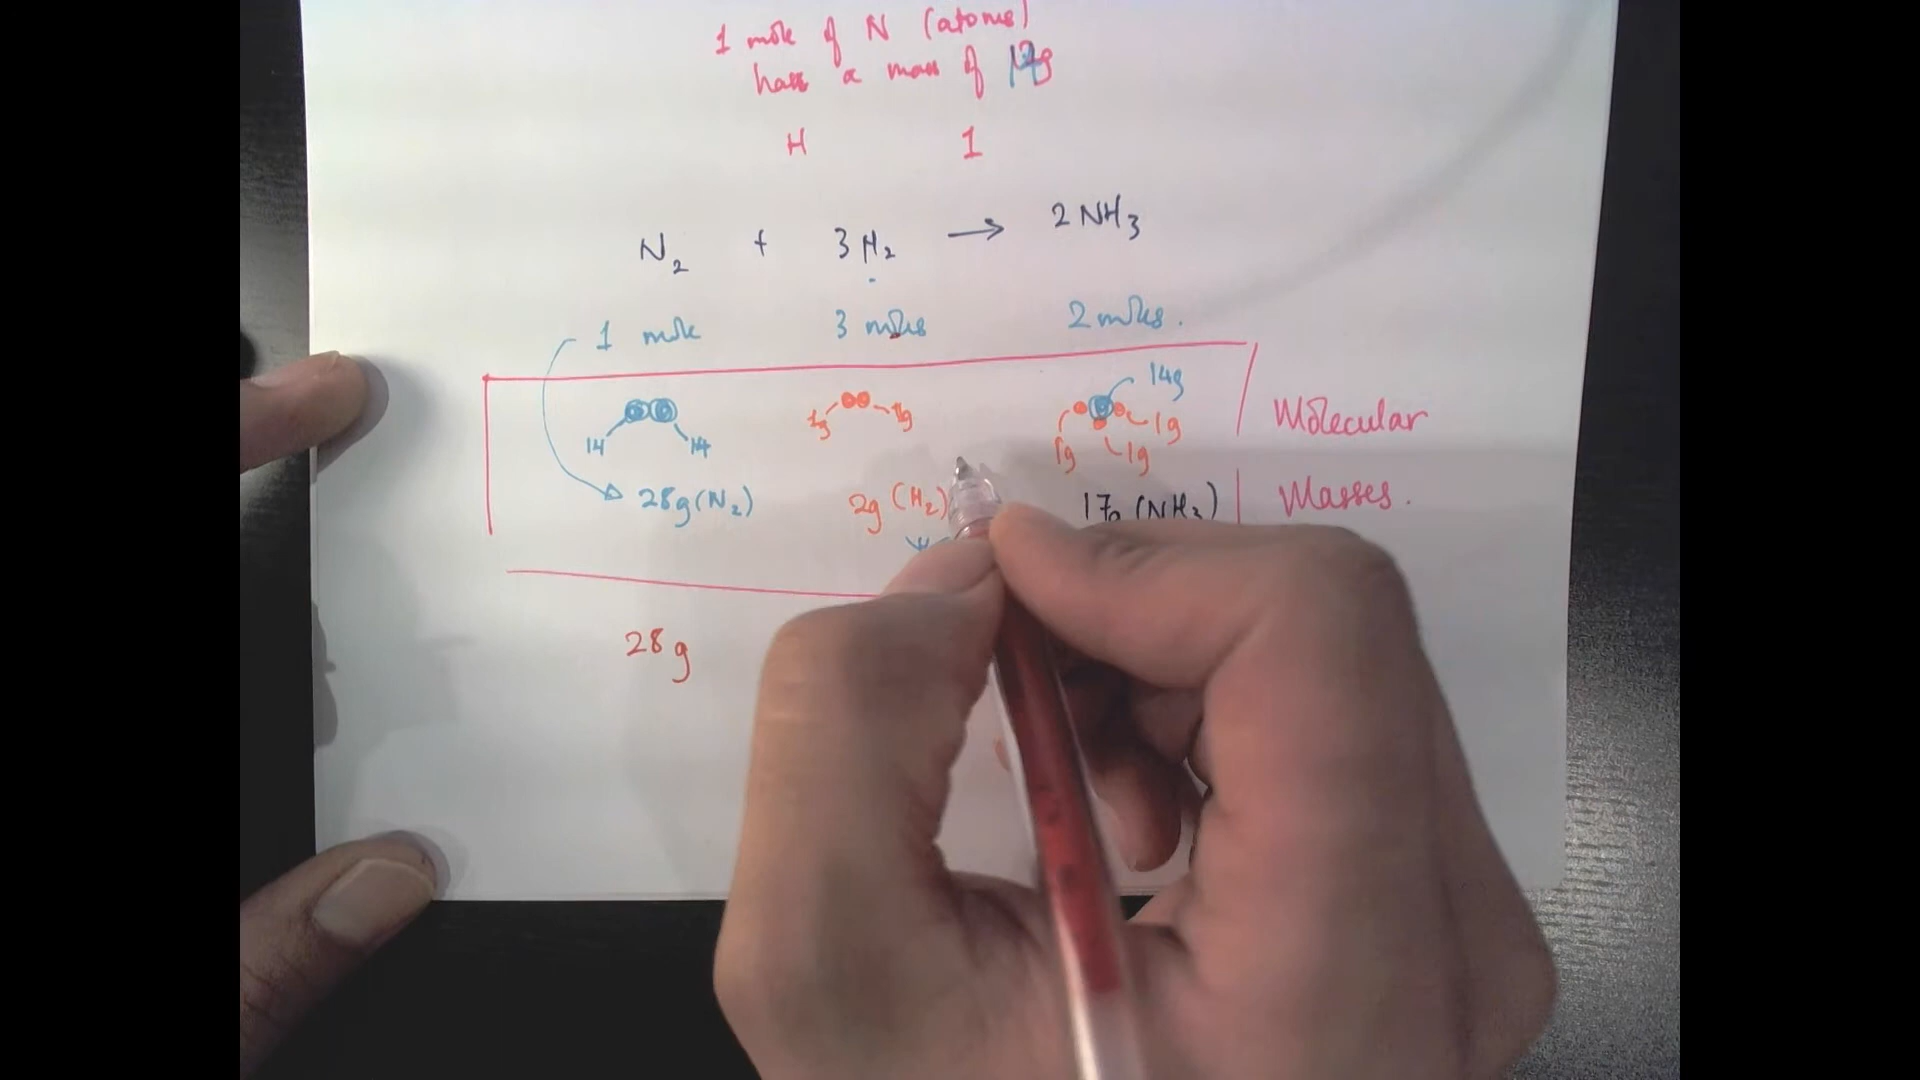 1 mole of N (atoms)
has a mass of 14g
H 1
N₂ + 3H₂ → 2NH₃
1 mole 3 moles 2 moles.
14g
1g 1g 1g
14 14 1g 1g
Molecular
28g (N₂) 2g (H₂) 17g (NH₃)
Masses.
28g